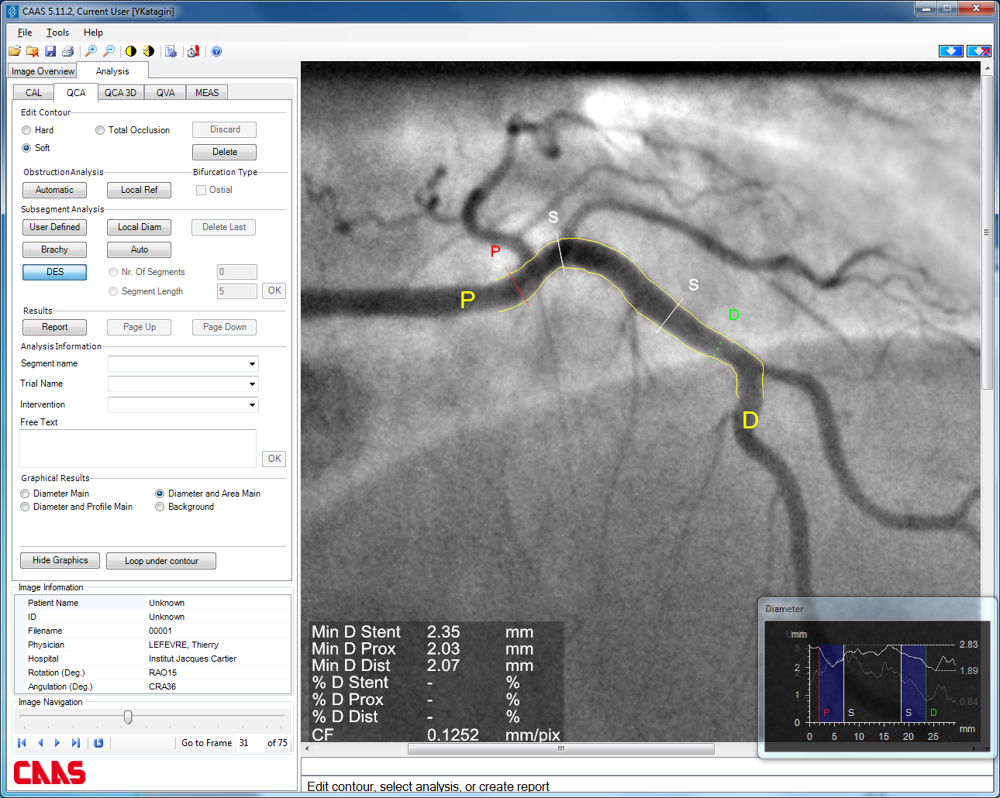 CAAS 5.11.2, Current User [YKatagiri]
File Tools Help
Image Overview Analysis
CAL QCA QCA 3D QVA MEAS
Edit Contour
Hard Total Occlusion Discard
Soft Delete
Obstruction Analysis Bifurcation Type
Automatic Local Ref Ostial
Subsegment Analysis
User Defined Local Diam Delete Last
Brachy Auto
DES Nr. Of Segments 0
Segment Length 5 OK
Results
Report Page Up Page Down
Analysis Information
Segment name
Trial Name
Intervention
Free Text
OK
Graphical Results
Diameter Main Diameter and Area Main
Diameter and Profile Main Background
Hide Graphics Loop under contour
Image Information
Patient Name Unknown
ID Unknown
Filename 00001
Physician LEFEVRE, Thierry
Hospital Institut Jacques Cartier
Rotation (Deg.) RAO15
Angulation (Deg.) CRA36
Image Navigation
Go to Frame 31 of 75
CAAS
S
P
S
P
D
D
Min D Stent 2.35 mm
Min D Prox 2.03 mm
Min D Dist 2.07 mm
% D Stent - %
% D Prox - %
% D Dist - %
CF 0.1252 mm/pix
Diameter
mm
3 2.83
2 1.89
1 0.84
P S S D
0 mm
0 5 10 15 20 25
Edit contour, select analysis, or create report